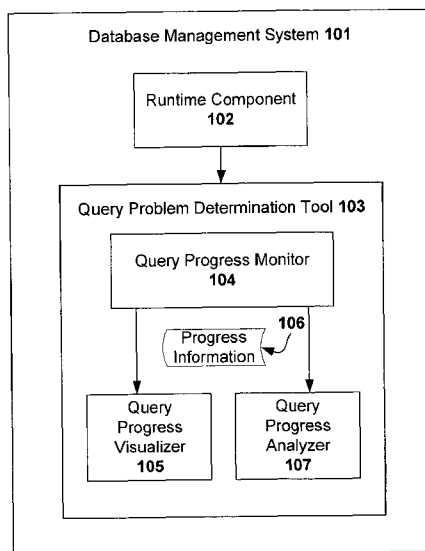 Database Management System 101
Runtime Component
102
Query Problem Determination Tool 103
Query Progress Monitor
104
106
Progress
Information
Query
Progress
Visualizer
105
Query
Progress
Analyzer
107